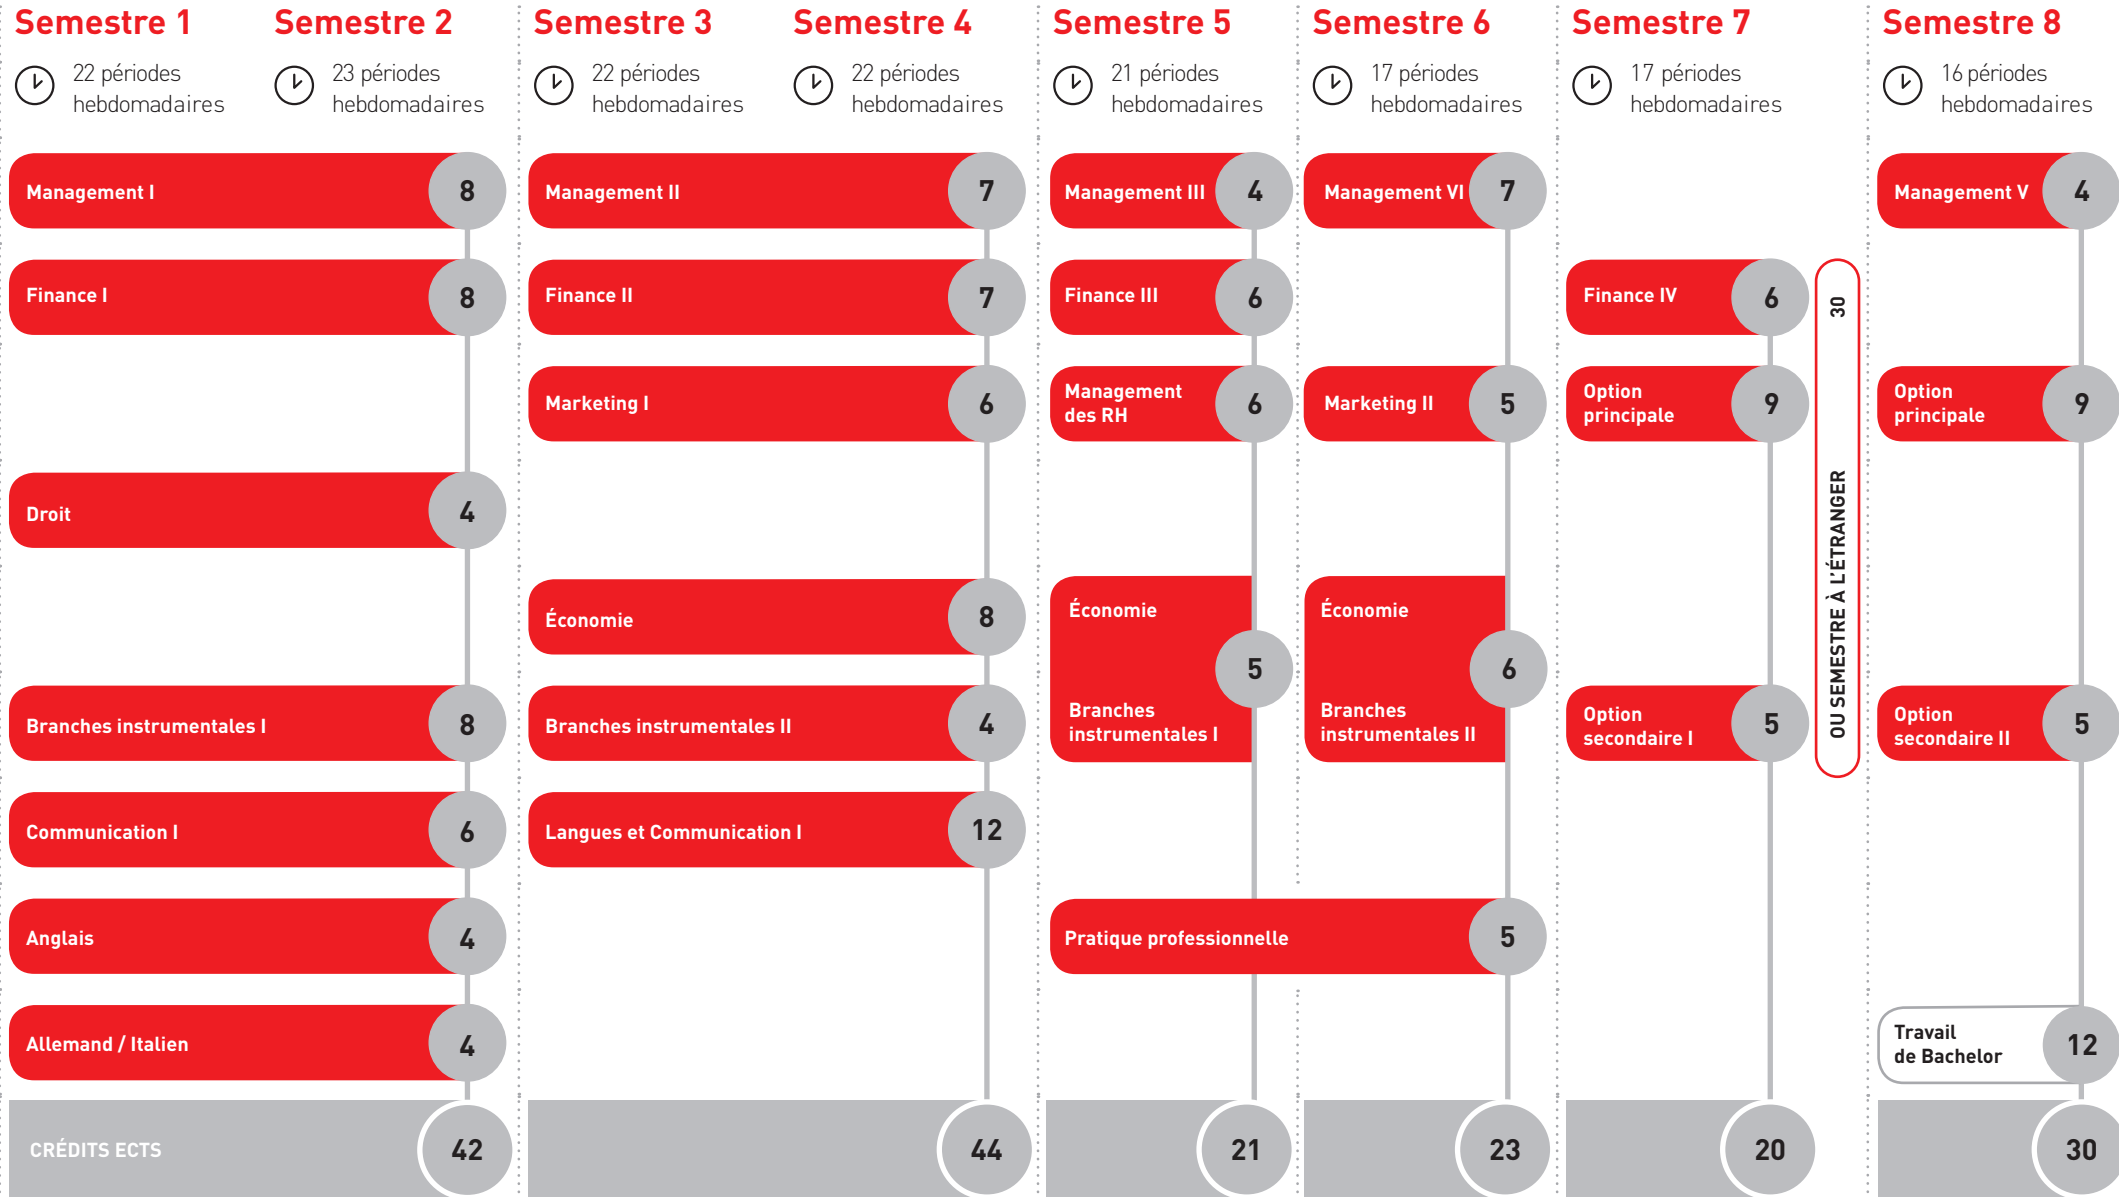 Semestre 1
Semestre 2
Semestre 3
Semestre 4
Semestre 5
Semestre 6
Semestre 7
Semestre 8
22 périodes
hebdomadaires
23 périodes
hebdomadaires
22 périodes
hebdomadaires
22 périodes
hebdomadaires
21 périodes
hebdomadaires
17 périodes
hebdomadaires
17 périodes
hebdomadaires
16 périodes
hebdomadaires
Management I 8
Management II 7
Management III 4
Management VI 7
Management V 4
Finance I 8
Finance II 7
Finance III 6
Finance IV 6
Marketing I 6
Management
des RH 6
Marketing II 5
Option
principale 9
Option
principale 9
Droit 4
Économie 8
Économie
Branches
instrumentales I
5
Économie
Branches
instrumentales II
6
Branches instrumentales I 8
Branches instrumentales II 4
Option
secondaire I 5
OU SEMESTRE À L'ÉTRANGER 30
Option
secondaire II 5
Communication I 6
Langues et Communication I 12
Anglais 4
Pratique professionnelle 5
Allemand / Italien 4
Travail
de Bachelor 12
CRÉDITS ECTS 42
44
21
23
20
30